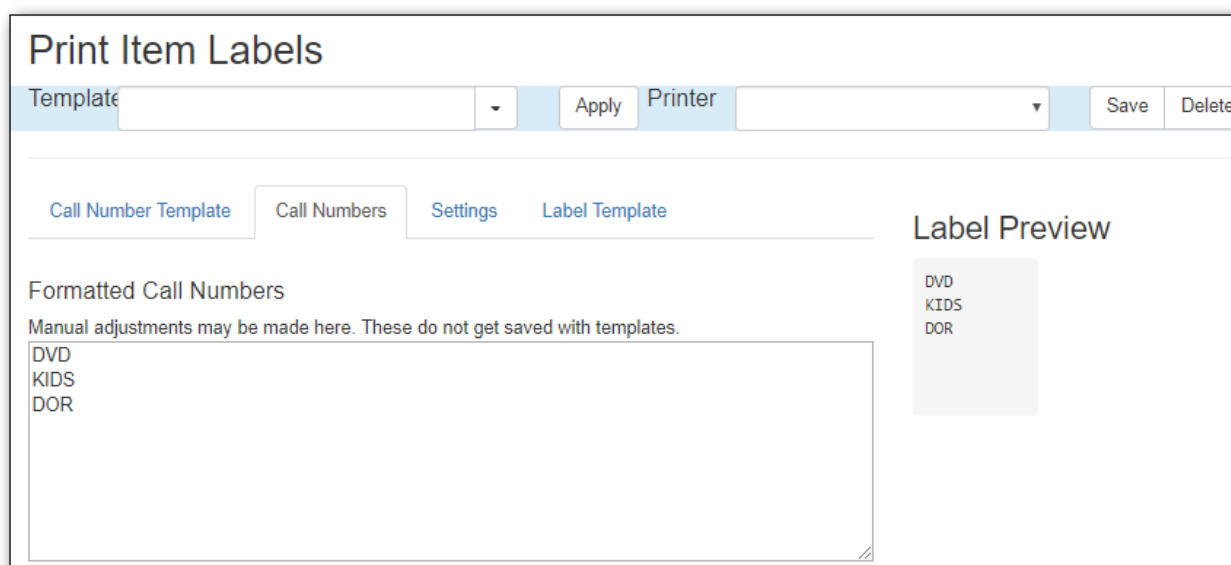 Print Item Labels
Template Apply Printer Save Delete
Call Number Template Call Numbers Settings Label Template
Label Preview
Formatted Call Numbers
Manual adjustments may be made here. These do not get saved with templates.
DVD
KIDS
DOR
DVD
KIDS
DOR